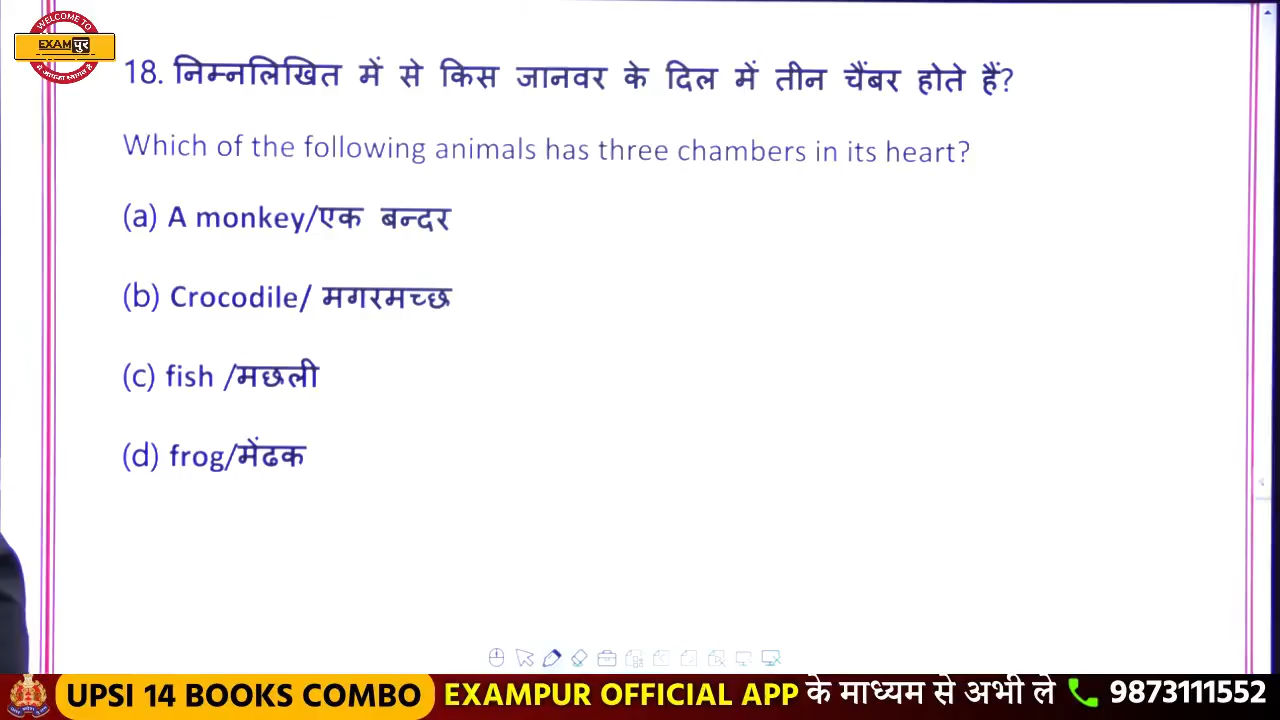 WELCOME TO
EXAMपुर
18. निम्नलिखित में से किस जानवर के दिल में तीन चैंबर होते हैं?
Which of the following animals has three chambers in its heart?
(a) A monkey/एक बन्दर
(b) Crocodile/ मगरमच्छ
(c) fish /मछली
(d) frog/मेंढक
UPSI 14 BOOKS COMBO EXAMPUR OFFICIAL APP के माध्यम से अभी ले 9873111552